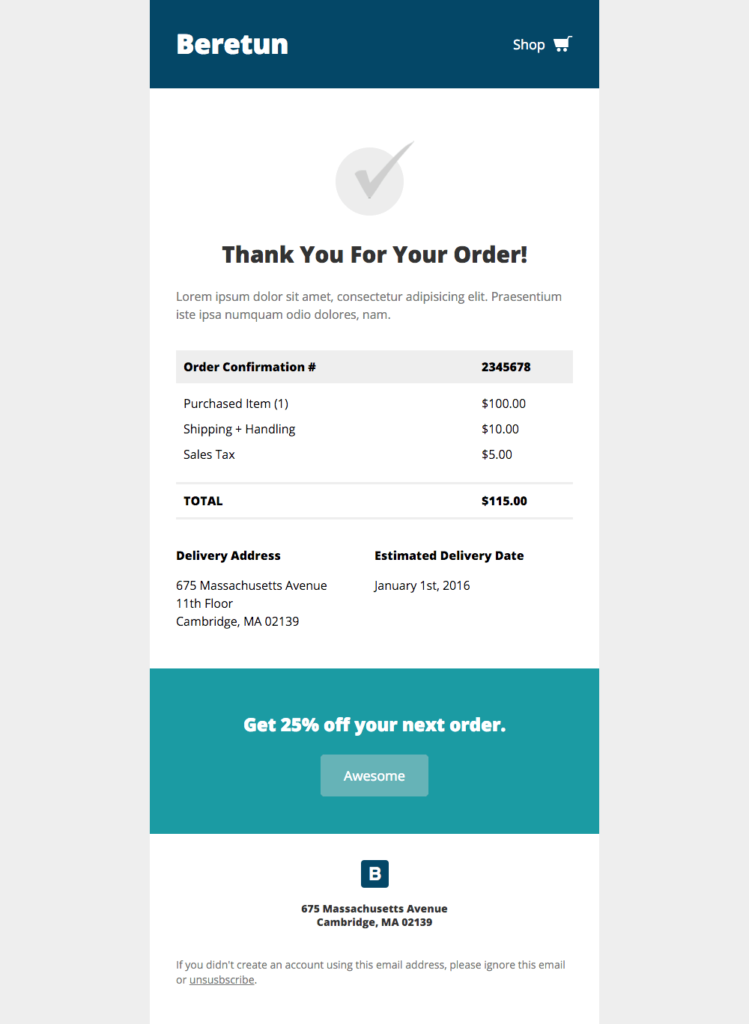 Beretun
Shop
Thank You For Your Order!
Lorem ipsum dolor sit amet, consectetur adipisicing elit. Praesentium
iste ipsa numquam odio dolores, nam.
Order Confirmation # 2345678
Purchased Item (1) $100.00
Shipping + Handling $10.00
Sales Tax $5.00
TOTAL $115.00
Delivery Address
675 Massachusetts Avenue
11th Floor
Cambridge, MA 02139
Estimated Delivery Date
January 1st, 2016
Get 25% off your next order.
Awesome
B
675 Massachusetts Avenue
Cambridge, MA 02139
If you didn't create an account using this email address, please ignore this email
or unsusbscribe.